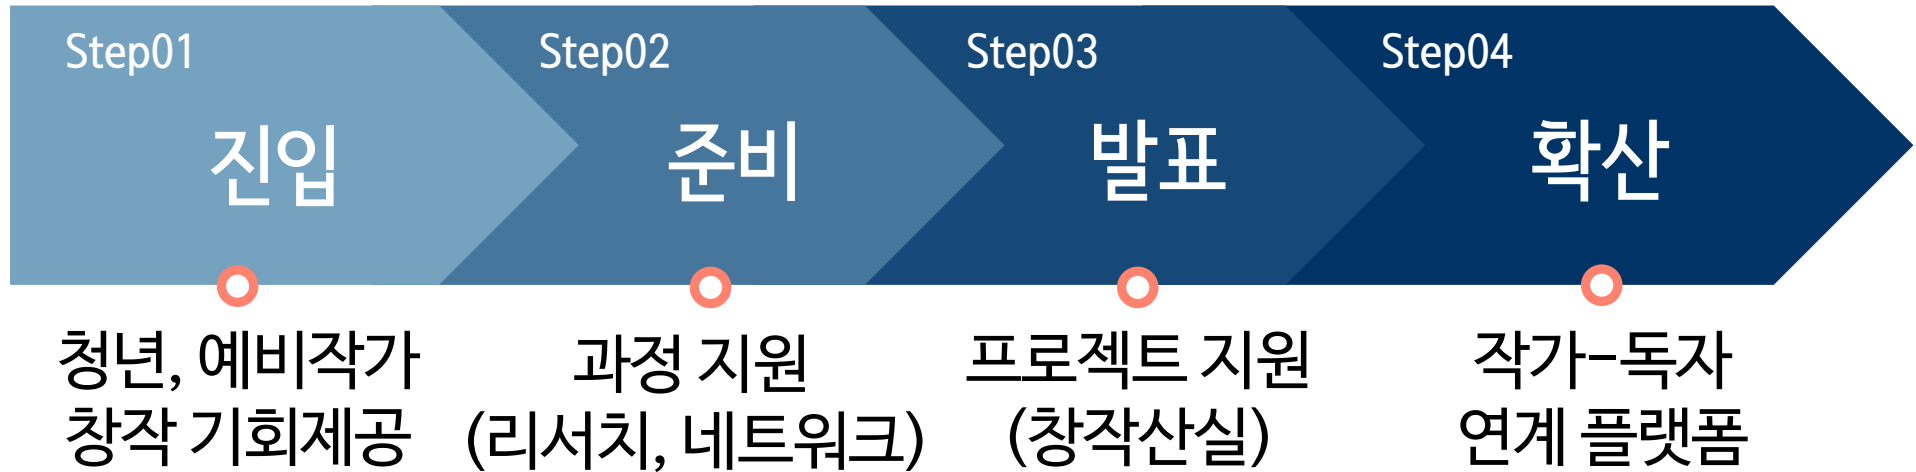 Step01
진입
청년, 예비작가
창작 기회제공
Step02
준비
과정 지원
(리서치, 네트워크)
Step03
발표
프로젝트 지원
(창작산실)
Step04
확산
작가-독자
연계 플랫폼